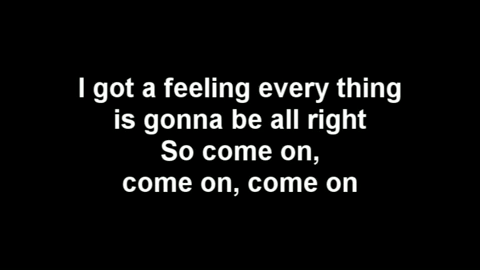 I got a feeling every thing
is gonna be all right
So come on,
come on, come on